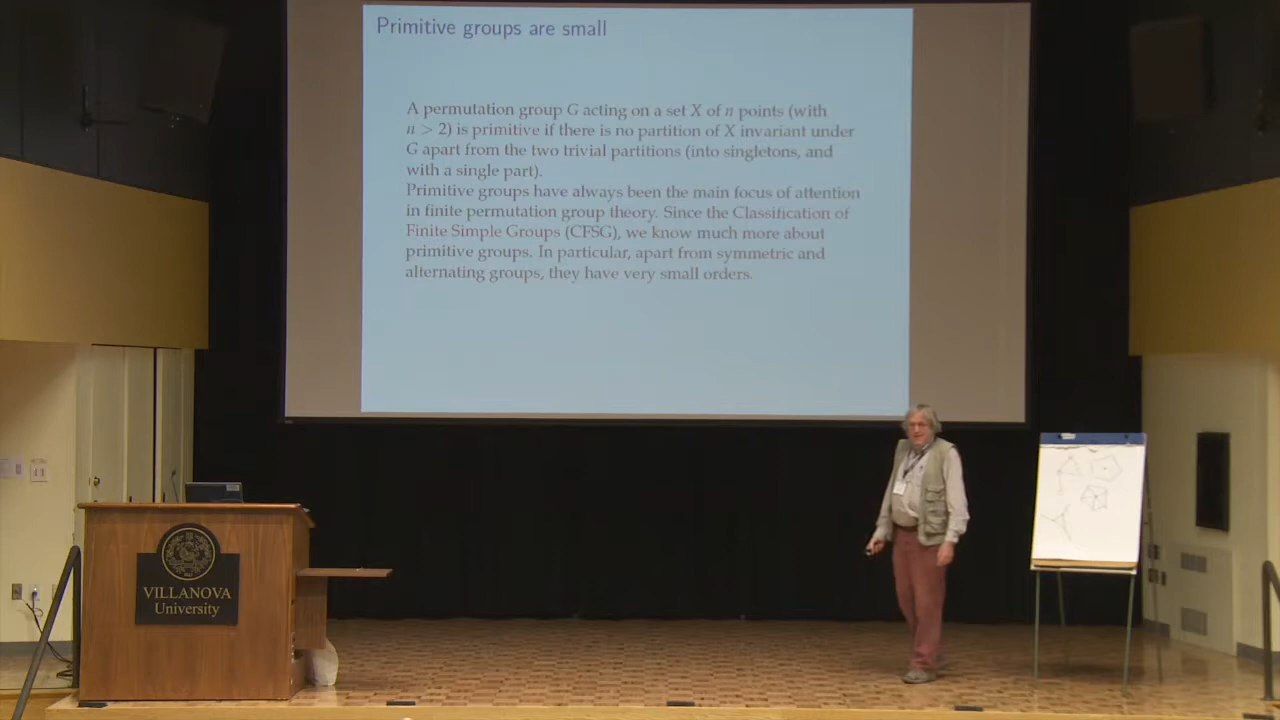 Primitive groups are small
A permutation group G acting on a set X of n points (with
n > 2) is primitive if there is no partition of X invariant under
G apart from the two trivial partitions (into singletons, and
with a single part).
Primitive groups have always been the main focus of attention
in finite permutation group theory. Since the Classification of
Finite Simple Groups (CFSG), we know much more about
primitive groups. In particular, apart from symmetric and
alternating groups, they have very small orders.
VILLANOVA
University